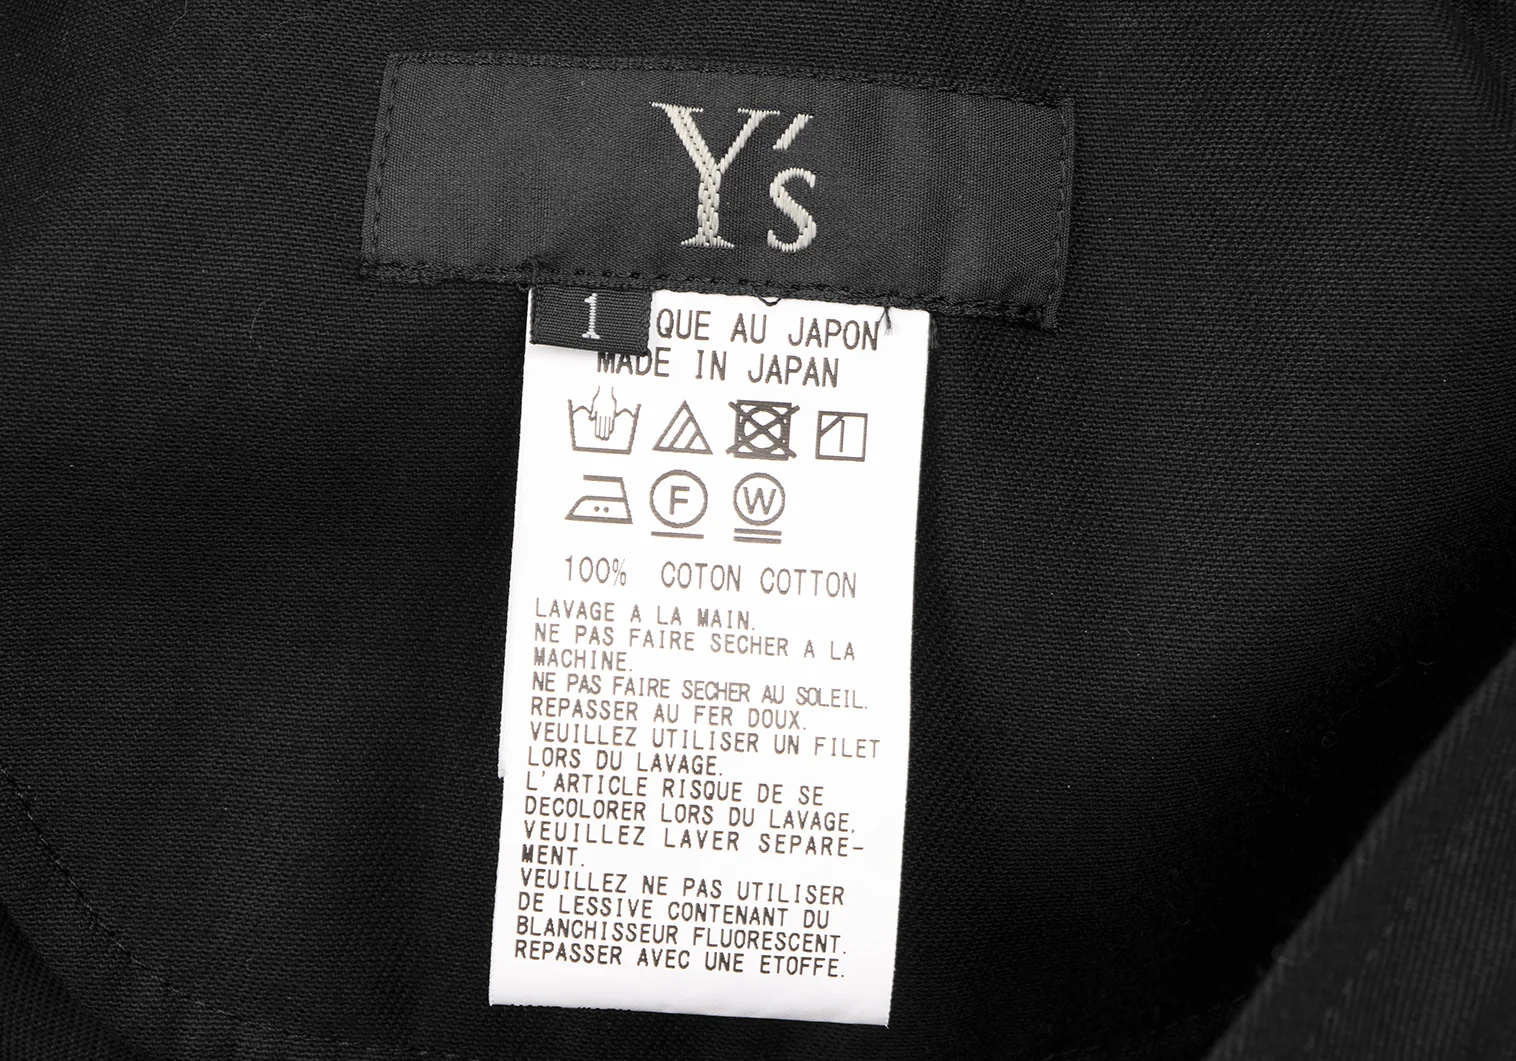 Y's
1
QUE AU JAPON
MADE IN JAPAN
1
F W
100% COTON COTTON
LAVAGE A LA MAIN.
NE PAS FAIRE SECHER A LA
MACHINE.
NE PAS FAIRE SECHER AU SOLEIL.
REPASSER AU FER DOUX.
VEUILLEZ UTILISER UN FILET
LORS DU LAVAGE.
L'ARTICLE RISQUE DE SE
DECOLORER LORS DU LAVAGE,
VEUILLEZ LAVER SEPARE-
MENT.
VEUILLEZ NE PAS UTILISER
DE LESSIVE CONTENANT DU
BLANCHISSEUR FLUORESCENT.
REPASSER AVEC UNE ETOFFE.